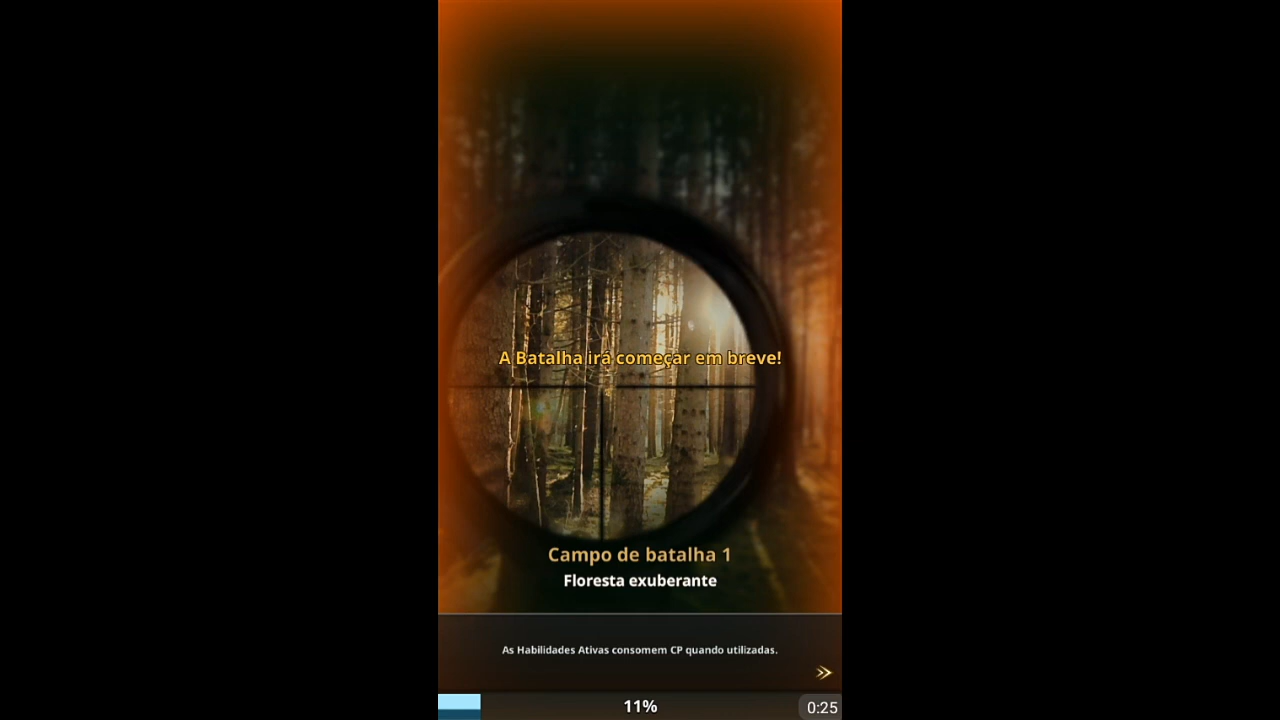 A Batalha irá começar em breve!
Campo de batalha 1
Floresta exuberante
As Habilidades Ativas consomem CP quando utilizadas.
11%
0:25